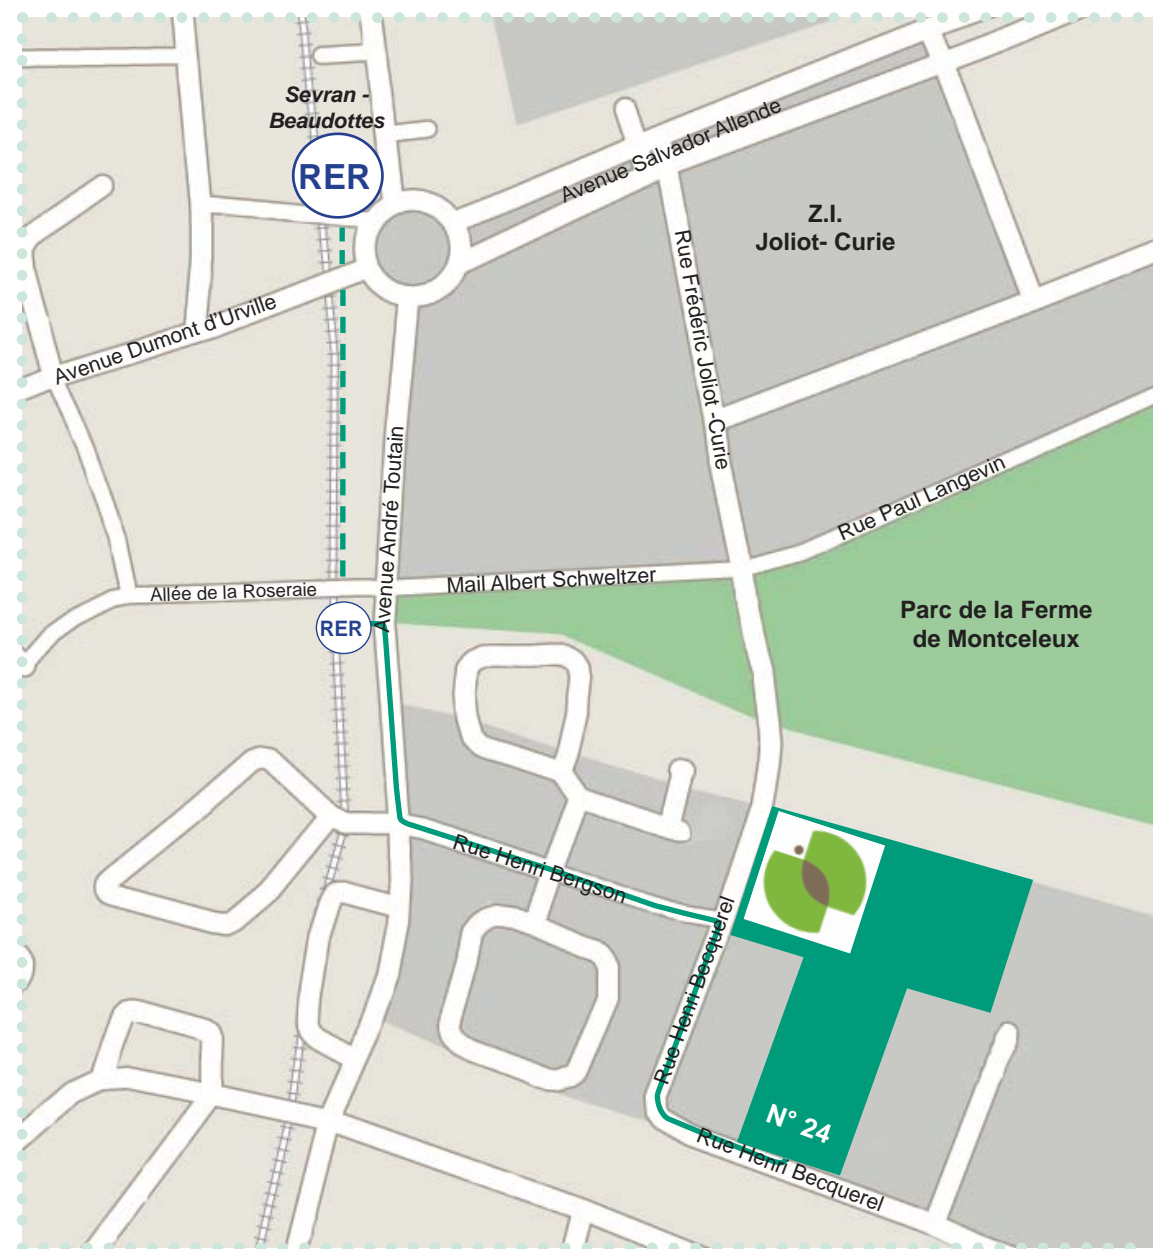 Sevran -
Beaudottes
RER
Avenue Salvador Allende
Z.I.
Joliot- Curie
Rue Frédéric Joliot -Curie
Avenue Dumont d'Urville
Avenue André Toutain
Rue Paul Langevin
Allée de la Roseraie
Mail Albert Schweltzer
RER
Parc de la Ferme
de Montceleux
Rue Henri Bergson
Rue Henri Becquerel
N° 24
Rue Henri Becquerel